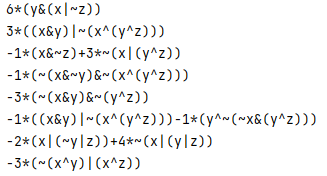 6*(y&(x|~z))
3*((x&y)|~(x^(y^z)))
-1*(x&~z)+3*~(x|(y^z))
-1*(~(x&~y)&~(x^(y^z)))
-3*(~(x&y)&~(y^z))
-1*((x&y)|~(x^(y^z)))-1*(y^~(~x&(y^z)))
-2*(x|(~y|z))+4*~(x|(y|z))
-3*(~(x^y)|(x^z))